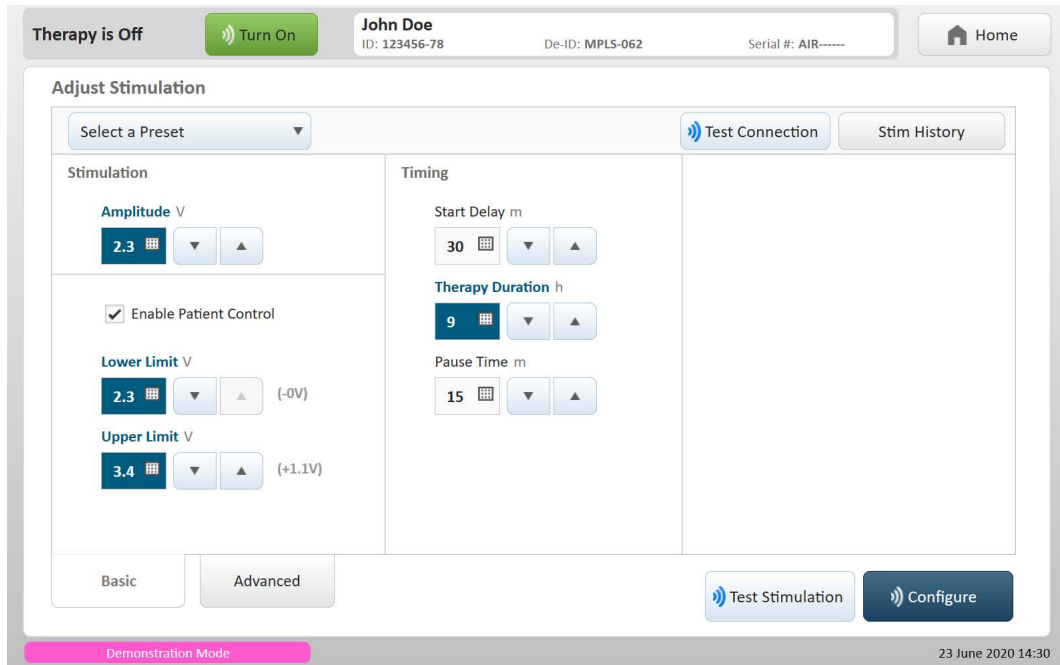 Therapy is Off
Turn On
John Doe
ID: 123456-78 De-ID: MPLS-062 Serial #: AIR------
Home
Adjust Stimulation
Select a Preset
Test Connection
Stim History
Stimulation
Amplitude V
2.3
Enable Patient Control
Lower Limit V
2.3 (-0V)
Upper Limit V
3.4 (+1.1V)
Timing
Start Delay m
30
Therapy Duration h
9
Pause Time m
15
Basic
Advanced
Test Stimulation
Configure
Demonstration Mode
23 June 2020 14:30